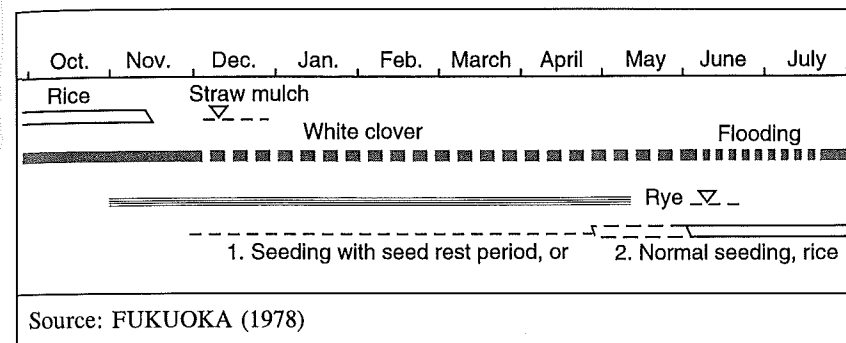 Oct. Nov. Dec. Jan. Feb. March April May June July
Rice Straw mulch
White clover Flooding
Rye
1. Seeding with seed rest period, or 2. Normal seeding, rice
Source: FUKUOKA (1978)